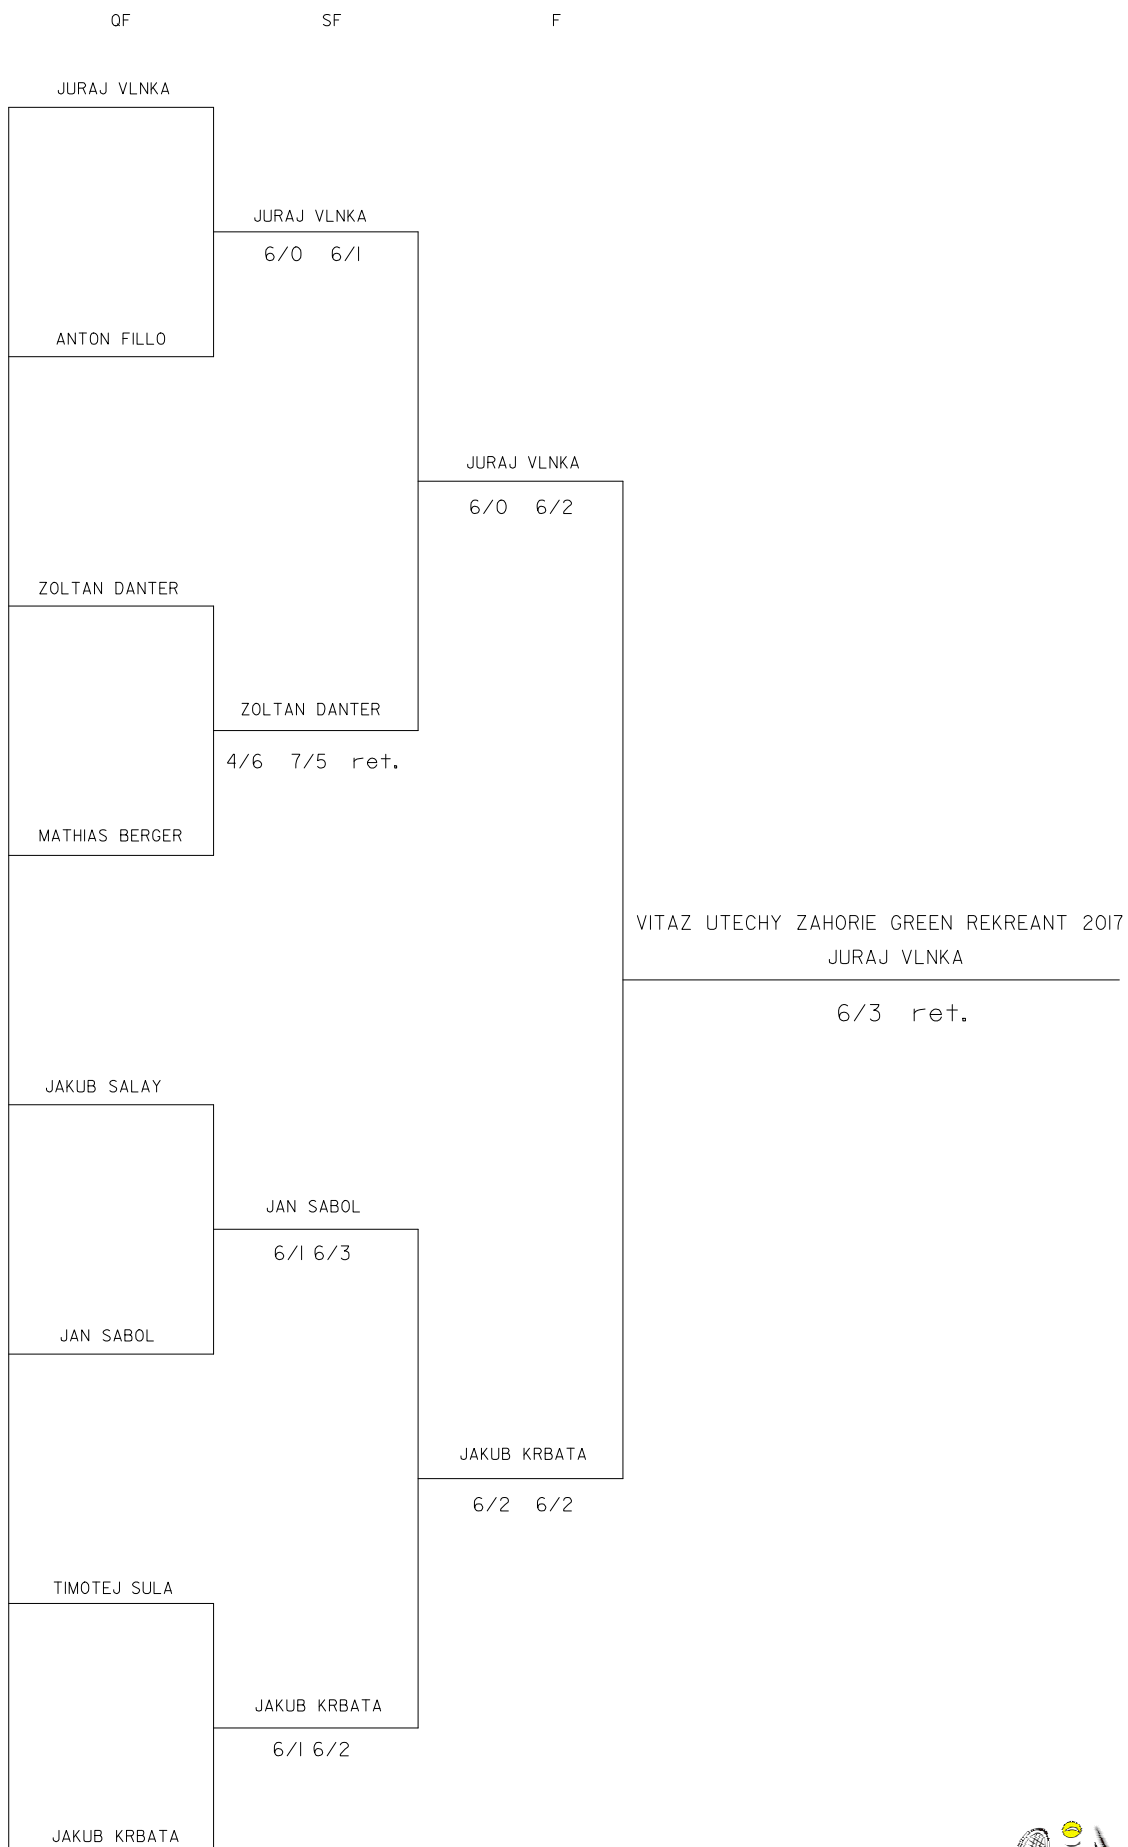 QF SF F
JURAJ VLNKA
JURAJ VLNKA
6/0 6/1
ANTON FILLO
JURAJ VLNKA
6/0 6/2
ZOLTAN DANTER
ZOLTAN DANTER
4/6 7/5 ret.
MATHIAS BERGER
VITAZ UTECHY ZAHORIE GREEN REKREANT 2017
JURAJ VLNKA
6/3 ret.
JAKUB SALAY
JAN SABOL
6/1 6/3
JAN SABOL
JAKUB KRBATA
6/2 6/2
TIMOTEJ SULA
JAKUB KRBATA
6/1 6/2
JAKUB KRBATA